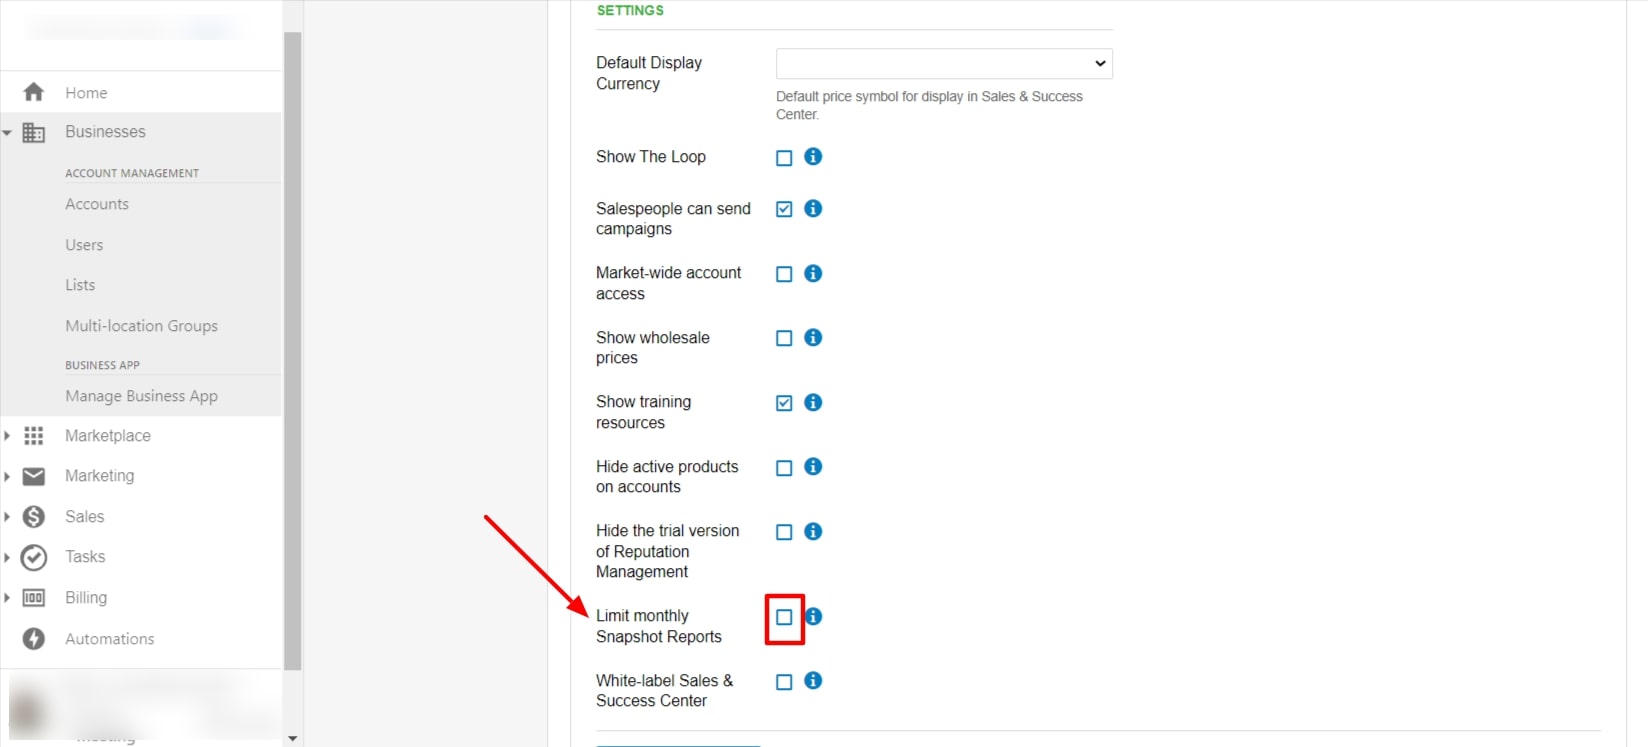 Home
Businesses
ACCOUNT MANAGEMENT
Accounts
Users
Lists
Multi-location Groups
BUSINESS APP
Manage Business App
Marketplace
Marketing
Sales
Tasks
Billing
Automations
SETTINGS
Default Display
Currency
Default price symbol for display in Sales & Success
Center.
Show The Loop
Salespeople can send
campaigns
Market-wide account
access
Show wholesale
prices
Show training
resources
Hide active products
on accounts
Hide the trial version
of Reputation
Management
Limit monthly
Snapshot Reports
White-label Sales &
Success Center